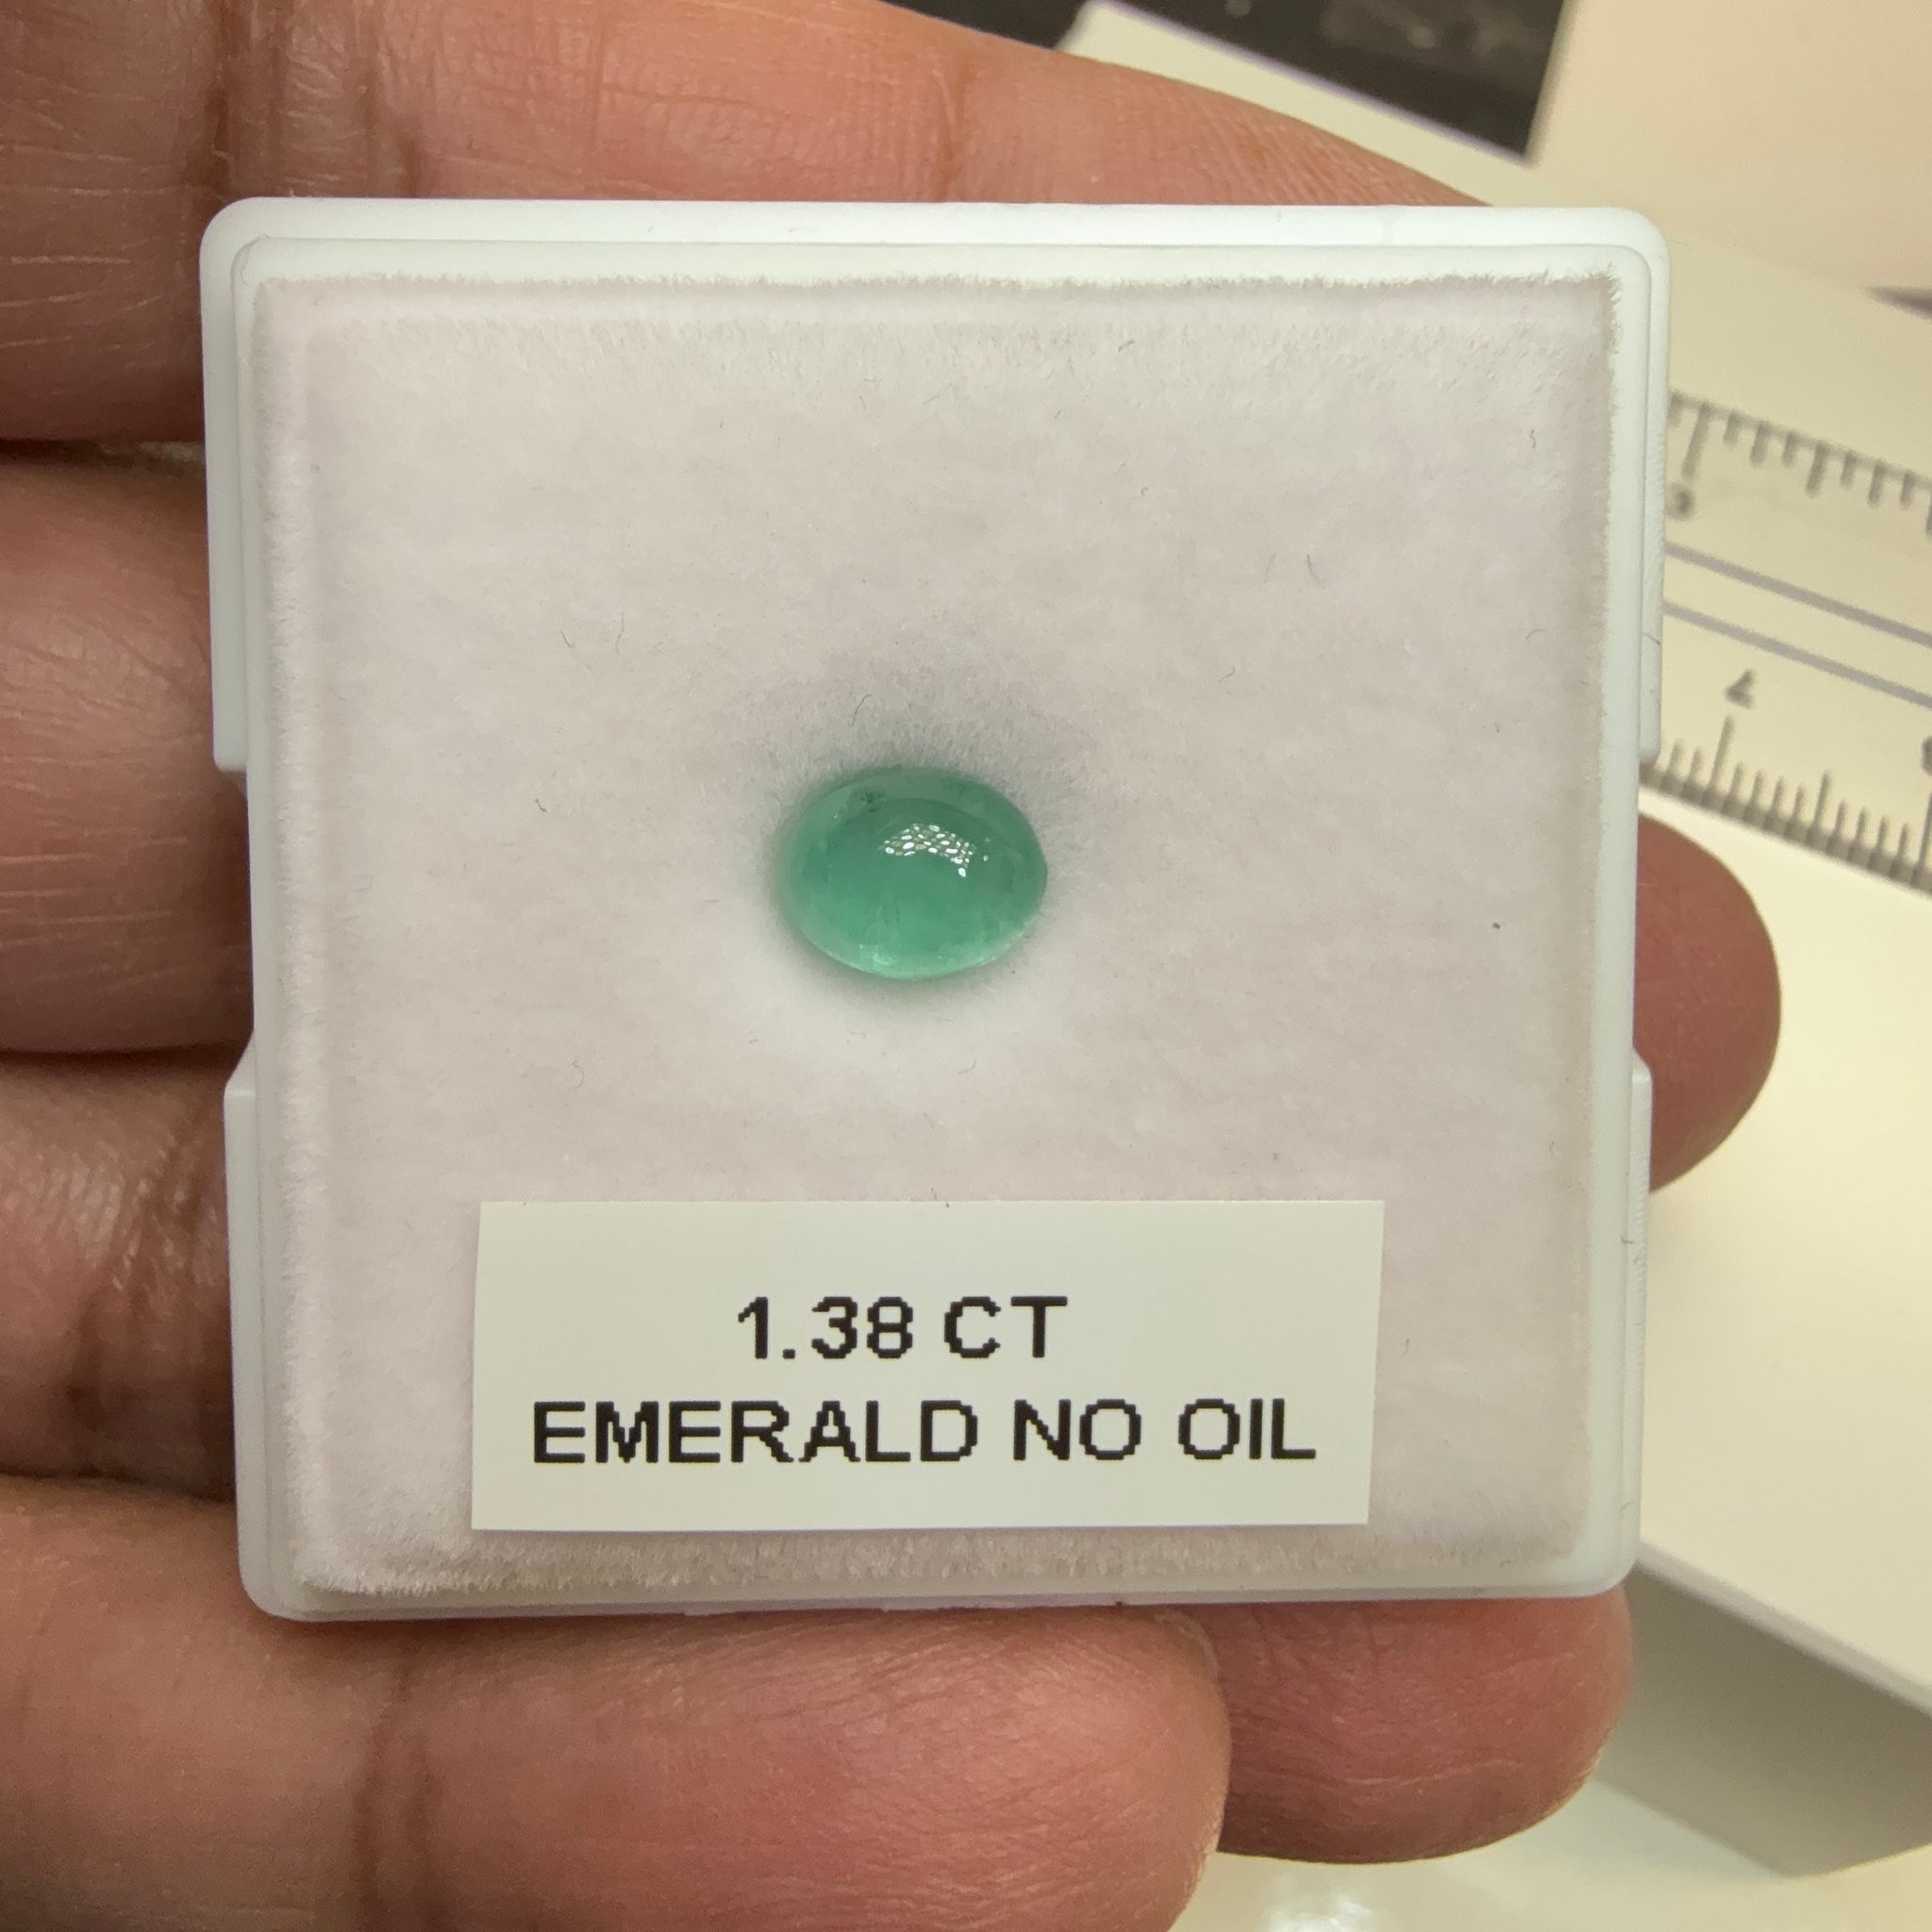 1.38 CT
EMERALD NO OIL